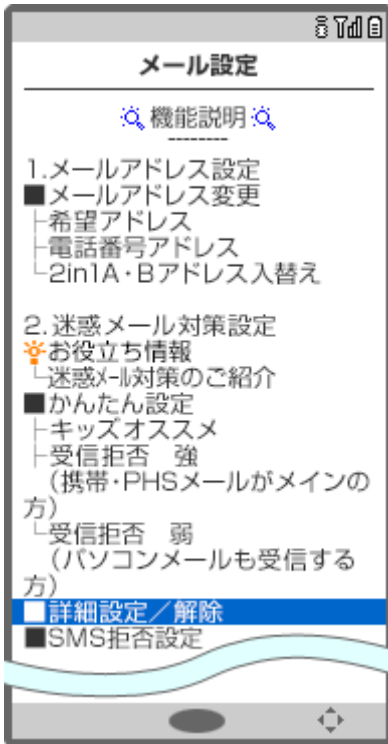 メール設定
機能説明
--------
1.メールアドレス設定
■メールアドレス変更
├希望アドレス
├電話番号アドレス
└2in1A・Bアドレス入替え
2.迷惑メール対策設定
お役立ち情報
└迷惑ﾒｰﾙ対策のご紹介
■かんたん設定
├キッズオススメ
├受信拒否　強
(携帯・PHSメールがメインの
方)
└受信拒否　弱
(パソコンメールも受信する
方)
■詳細設定／解除
■SMS拒否設定